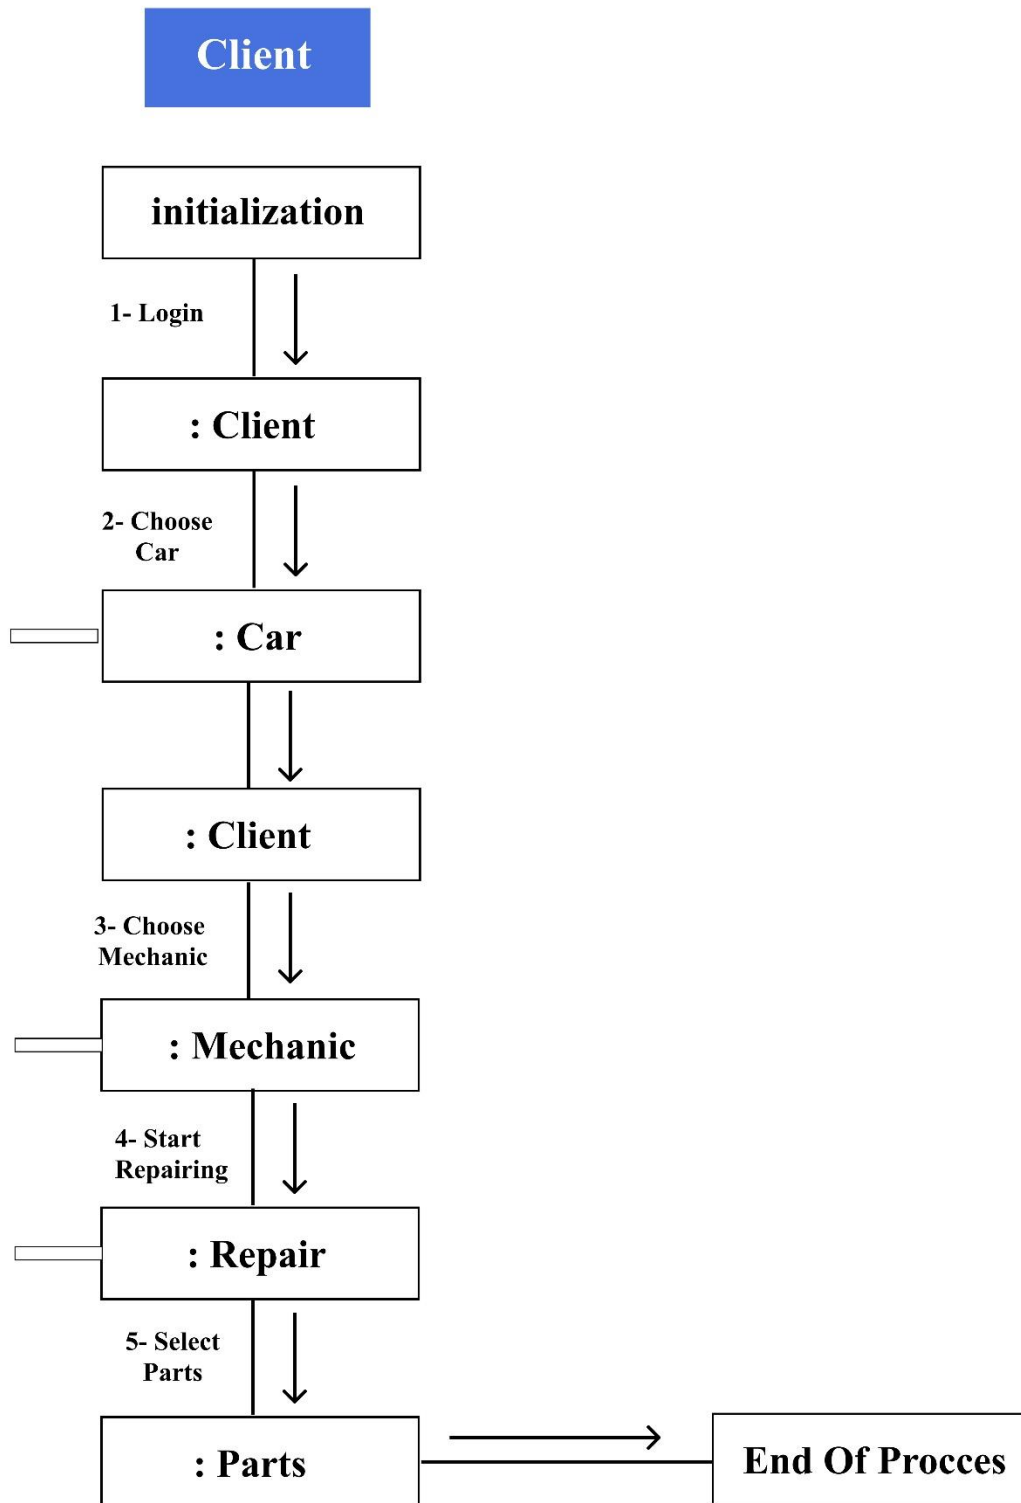 Client
initialization
1- Login
: Client
2- Choose
Car
: Car
: Client
3- Choose
Mechanic
: Mechanic
4- Start
Repairing
: Repair
5- Select
Parts
: Parts
End Of Procces